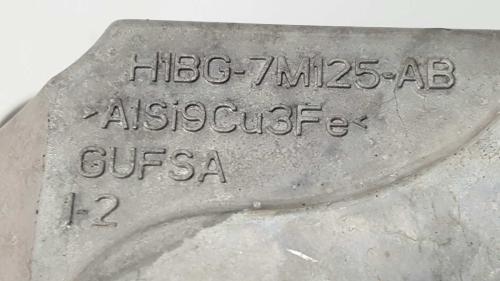 H1BG-7M125-AB
>AlSi9Cu3Fe<
GUFSA
I-2